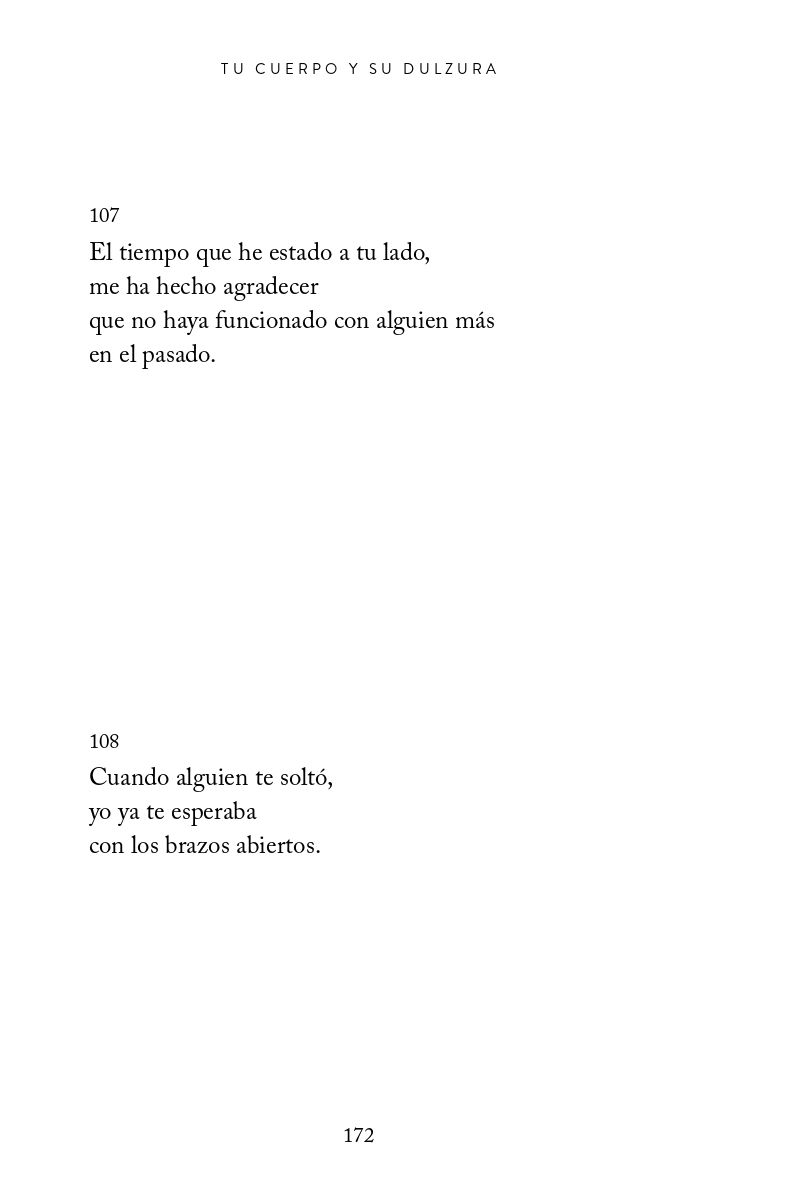 TU CUERPO Y SU DULZURA
107
El tiempo que he estado a tu lado,
me ha hecho agradecer
que no haya funcionado con alguien más
en el pasado.
108
Cuando alguien te soltó,
yo ya te esperaba
con los brazos abiertos.
172